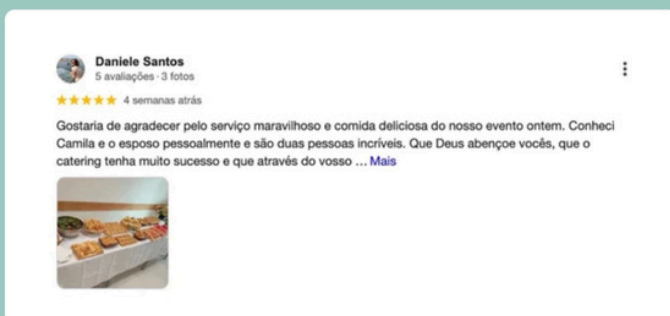 Daniele Santos
5 avaliações · 3 fotos
4 semanas atrás
Gostaria de agradecer pelo serviço maravilhoso e comida deliciosa do nosso evento ontem. Conheci
Camila e o esposo pessoalmente e são duas pessoas incríveis. Que Deus abençoe vocês, que o
catering tenha muito sucesso e que através do vosso ... Mais